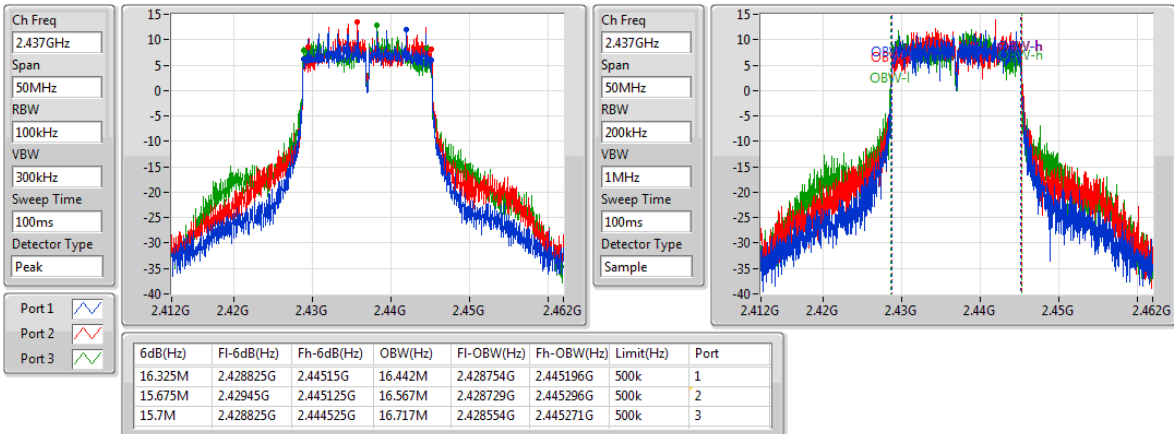 Ch Freq
2.437GHz
Span
50MHz
RBW
100kHz
VBW
300kHz
Sweep Time
100ms
Detector Type
Peak
Port 1
Port 2
Port 3
15
10
5
0
-5
-10
-15
-20
-25
-30
-35
-40
2.412G 2.42G 2.43G 2.44G 2.45G 2.462G
Ch Freq
2.437GHz
Span
50MHz
RBW
200kHz
VBW
1MHz
Sweep Time
100ms
Detector Type
Sample
15
10
5
0
-5
-10
-15
-20
-25
-30
-35
-40
OBW-h
OBW-l
2.412G 2.42G 2.43G 2.44G 2.45G 2.462G
6dB(Hz) Fl-6dB(Hz) Fh-6dB(Hz) OBW(Hz) Fl-OBW(Hz) Fh-OBW(Hz) Limit(Hz) Port
16.325M 2.428825G 2.44515G 16.442M 2.428754G 2.445196G 500k 1
15.675M 2.42945G 2.445125G 16.567M 2.428729G 2.445296G 500k 2
15.7M 2.428825G 2.444525G 16.717M 2.428554G 2.445271G 500k 3